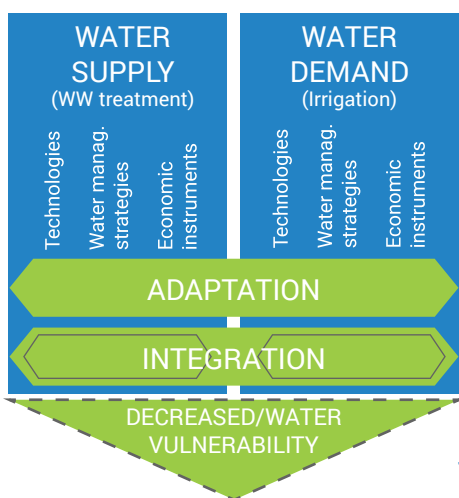 WATER
SUPPLY
(WW treatment)
Technologies
Water manag.
strategies
Economic
instruments
WATER
DEMAND
(Irrigation)
Technologies
Water manag.
strategies
Economic
instruments
ADAPTATION
INTEGRATION
DECREASED/WATER
VULNERABILITY